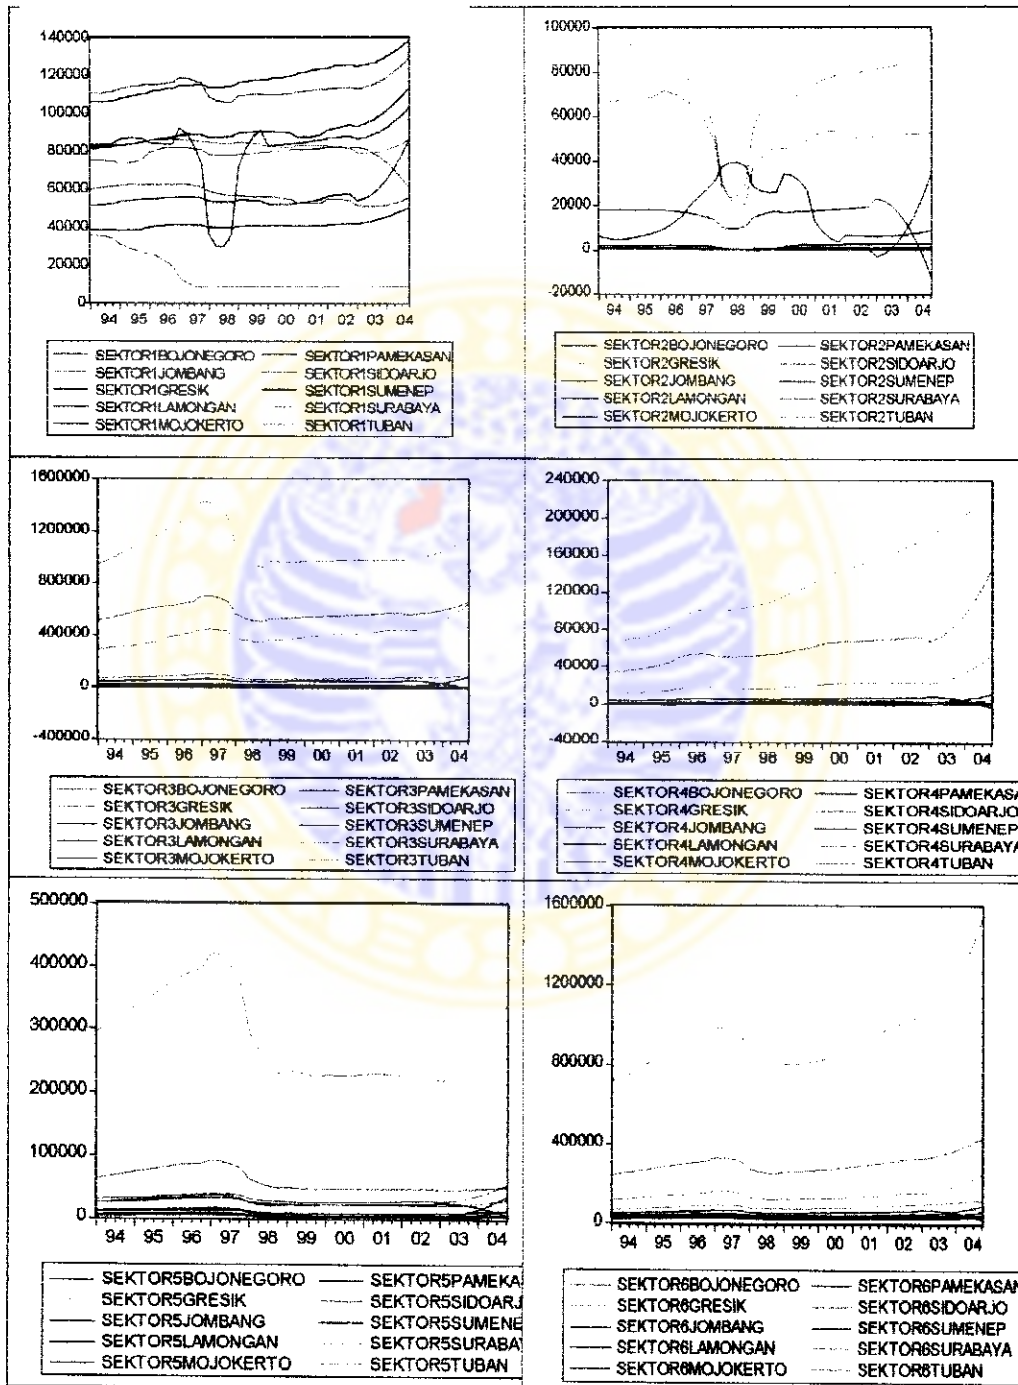 140000
120000
100000
80000
60000
40000
20000
0
94 95 96 97 98 99 00 01 02 03 04
SEKTOR1BOJONEGORO SEKTOR1PAMEKASAN
SEKTOR1JOMBANG SEKTOR1SIDOARJO
SEKTOR1GRESIK SEKTOR1SUMENEP
SEKTOR1LAMONGAN SEKTOR1SURABAYA
SEKTOR1MOJOKERTO SEKTOR1TUBAN
100000
80000
60000
40000
20000
0
-20000
94 95 96 97 98 99 00 01 02 03 04
SEKTOR2BOJONEGORO SEKTOR2PAMEKASAN
SEKTOR2GRESIK SEKTOR2SIDOARJO
SEKTOR2JOMBANG SEKTOR2SUMENEP
SEKTOR2LAMONGAN SEKTOR2SURABAYA
SEKTOR2MOJOKERTO SEKTOR2TUBAN
1600000
1200000
800000
400000
0
-400000
94 95 96 97 98 99 00 01 02 03 04
SEKTOR3BOJONEGORO SEKTOR3PAMEKASAN
SEKTOR3GRESIK SEKTOR3SIDOARJO
SEKTOR3JOMBANG SEKTOR3SUMENEP
SEKTOR3LAMONGAN SEKTOR3SURABAYA
SEKTOR3MOJOKERTO SEKTOR3TUBAN
240000
200000
160000
120000
80000
40000
0
-40000
94 95 96 97 98 99 00 01 02 03 04
SEKTOR4BOJONEGORO SEKTOR4PAMEKASA
SEKTOR4GRESIK SEKTOR4SIDOARJO
SEKTOR4JOMBANG SEKTOR4SUMENEP
SEKTOR4LAMONGAN SEKTOR4SURABAYA
SEKTOR4MOJOKERTO SEKTOR4TUBAN
500000
400000
300000
200000
100000
0
94 95 96 97 98 99 00 01 02 03 04
SEKTOR5BOJONEGORO SEKTOR5PAMEKA
SEKTOR5GRESIK SEKTOR5SIDOARJ
SEKTOR5JOMBANG SEKTOR5SUMENE
SEKTOR5LAMONGAN SEKTOR5SURABAY
SEKTOR5MOJOKERTO SEKTOR5TUBAN
1600000
1200000
800000
400000
0
94 95 96 97 98 99 00 01 02 03 04
SEKTOR6BOJONEGORO SEKTOR6PAMEKASAN
SEKTOR6GRESIK SEKTOR6SIDOARJO
SEKTOR6JOMBANG SEKTOR6SUMENEP
SEKTOR6LAMONGAN SEKTOR6SURABAYA
SEKTOR6MOJOKERTO SEKTOR6TUBAN